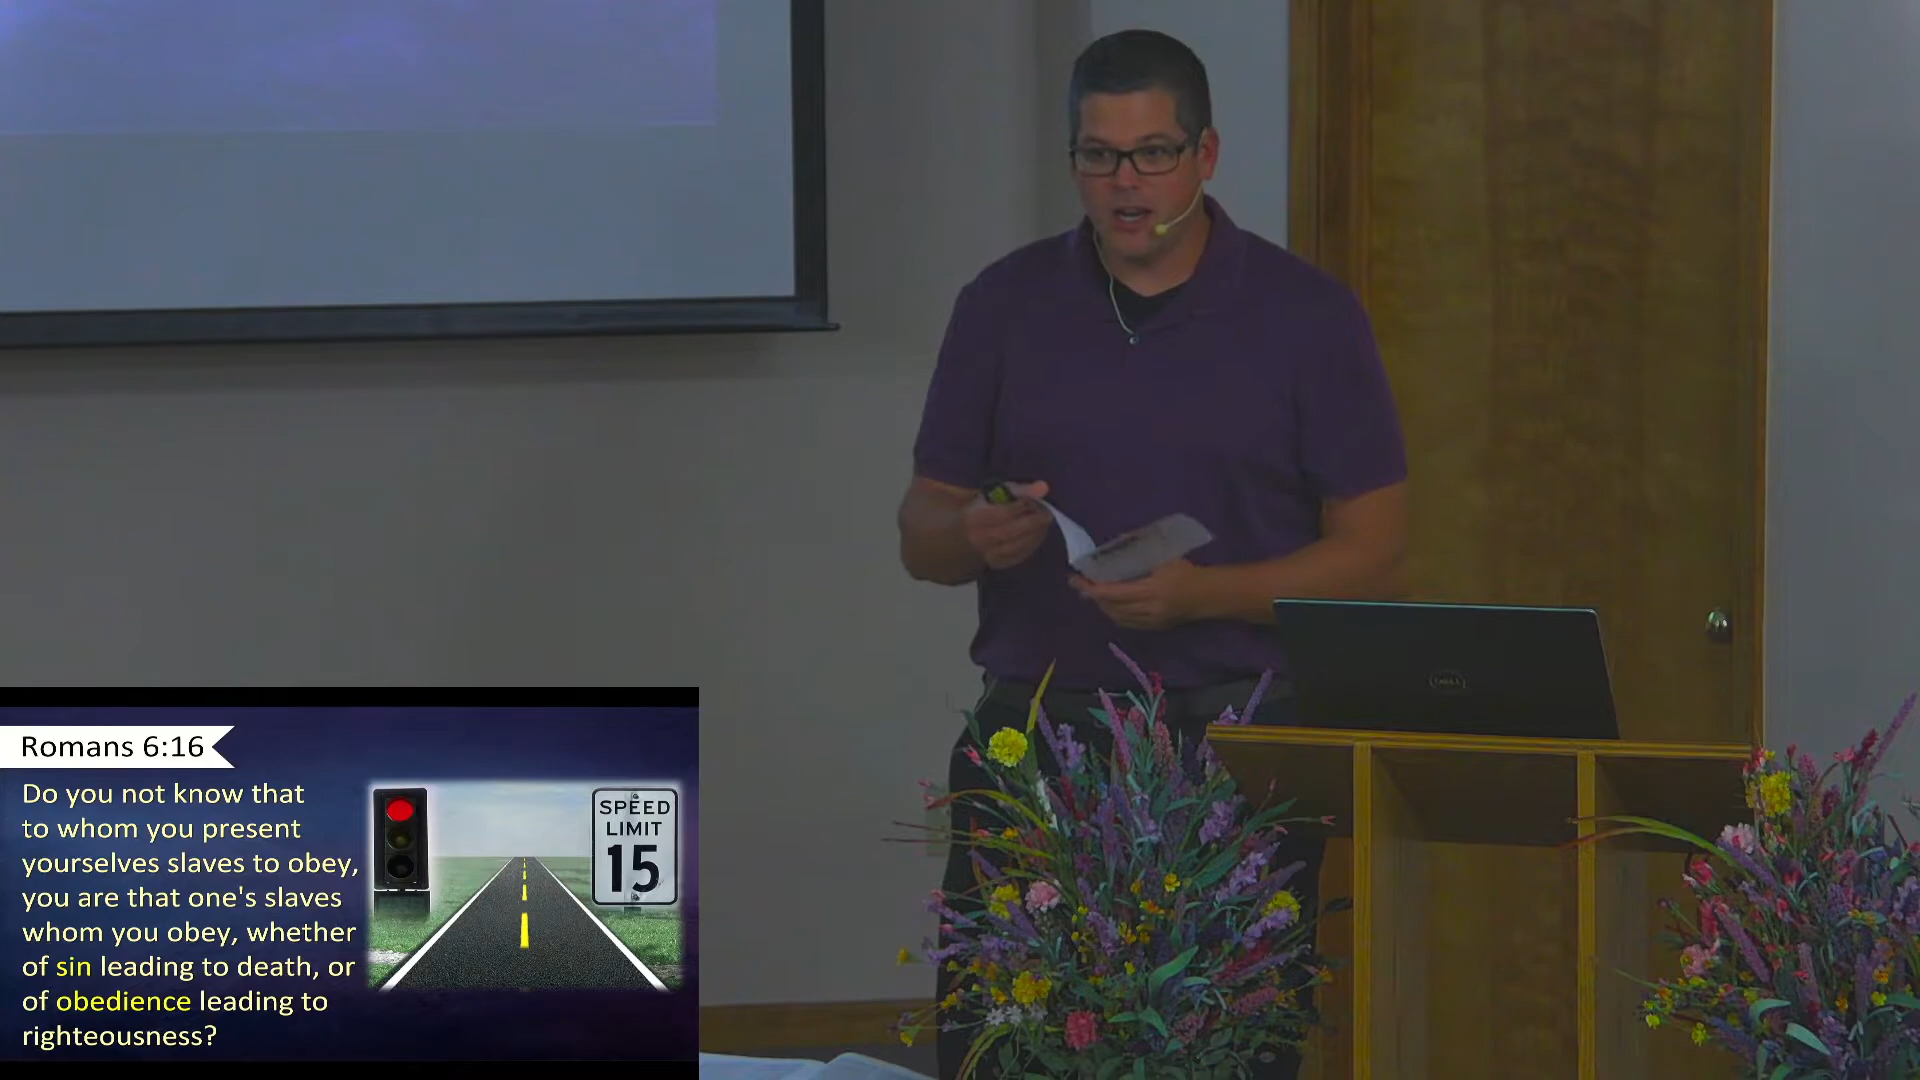 Romans 6:16
Do you not know that
to whom you present
yourselves slaves to obey,
you are that one's slaves
whom you obey, whether
of sin leading to death, or
of obedience leading to
righteousness?
SPEED
LIMIT
15
DELL